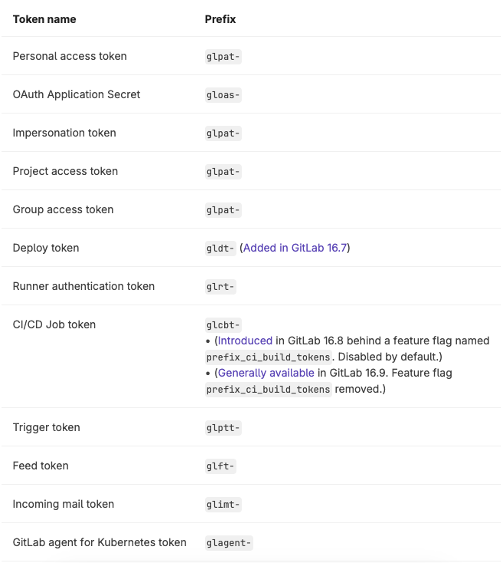 Token name Prefix
Personal access token glpat-
OAuth Application Secret gloas-
Impersonation token glpat-
Project access token glpat-
Group access token glpat-
Deploy token gldt- (Added in GitLab 16.7)
Runner authentication token glrt-
CI/CD Job token glcbt-
• (Introduced in GitLab 16.8 behind a feature flag named
prefix_ci_build_tokens. Disabled by default.)
• (Generally available in GitLab 16.9. Feature flag
prefix_ci_build_tokens removed.)
Trigger token glptt-
Feed token glft-
Incoming mail token glimt-
GitLab agent for Kubernetes token glagent-